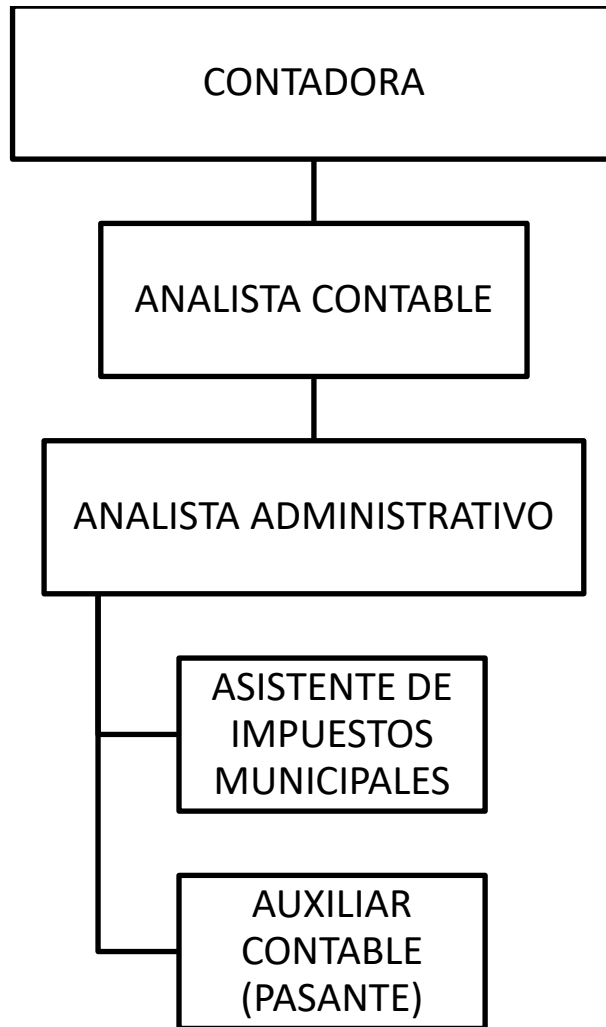 CONTADORA
ANALISTA CONTABLE
ANALISTA ADMINISTRATIVO
ASISTENTE DE
IMPUESTOS
MUNICIPALES
AUXILIAR
CONTABLE
(PASANTE)